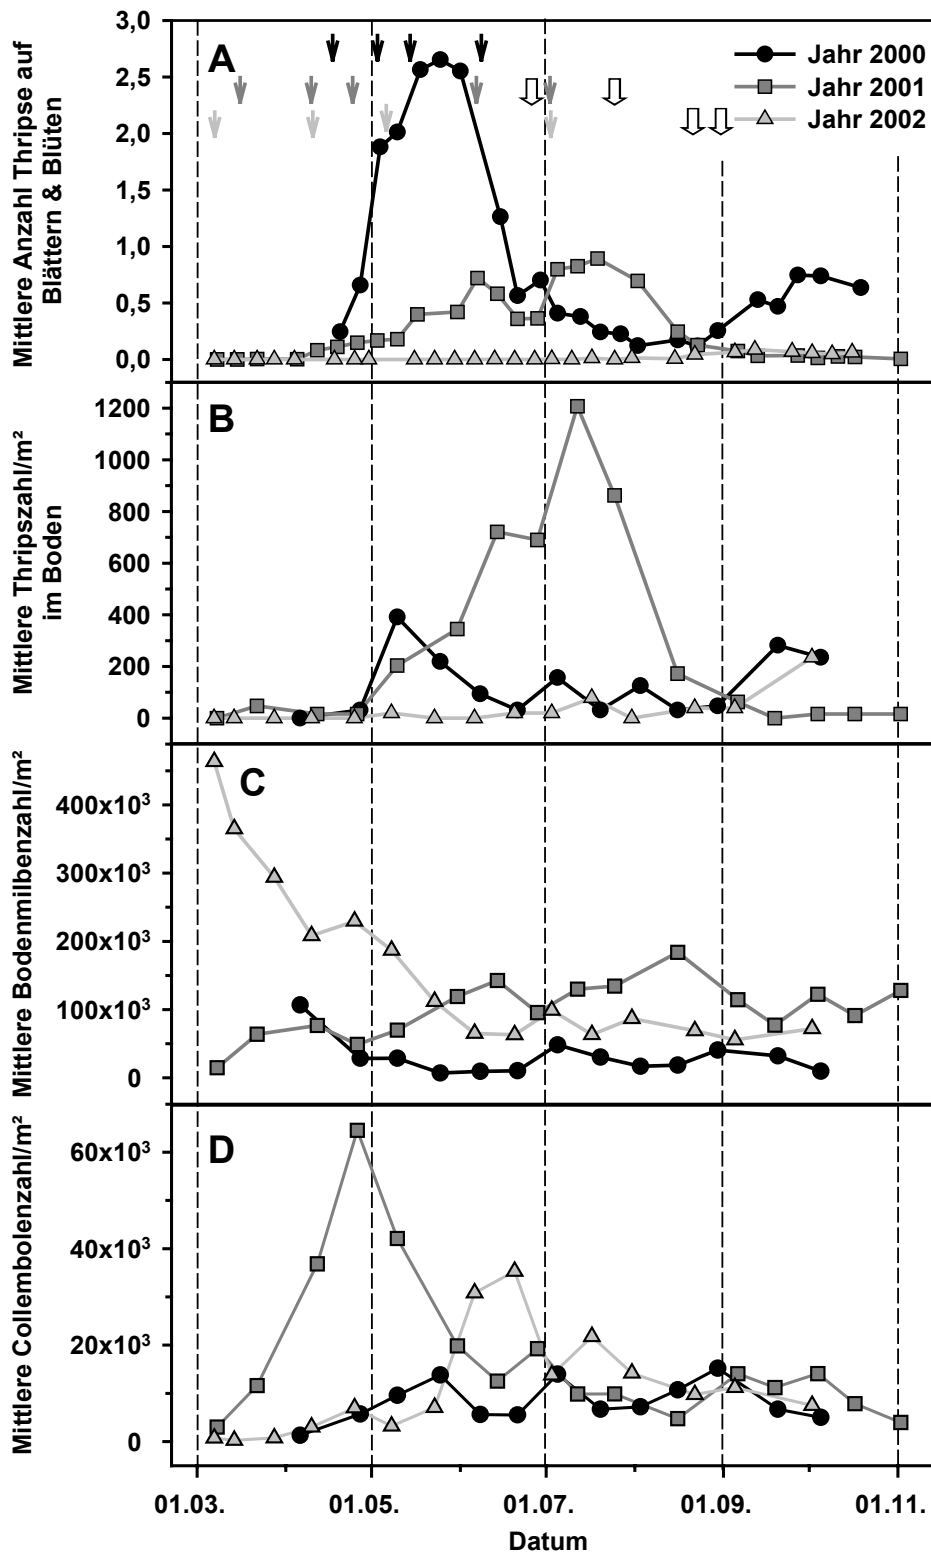 Mittlere Anzahl Thripse auf
Blättern & Blüten
3,0
2,5
2,0
1,5
1,0
0,5
0,0
A
Jahr 2000
Jahr 2001
Jahr 2002
Mittlere Thripszahl/m²
im Boden
1200
1000
800
600
400
200
0
B
Mittlere Bodenmilbenzahl/m²
400x10³
300x10³
200x10³
100x10³
0
C
Mittlere Collembolenzahl/m²
60x10³
40x10³
20x10³
0
D
01.03. 01.05. 01.07. 01.09. 01.11.
Datum